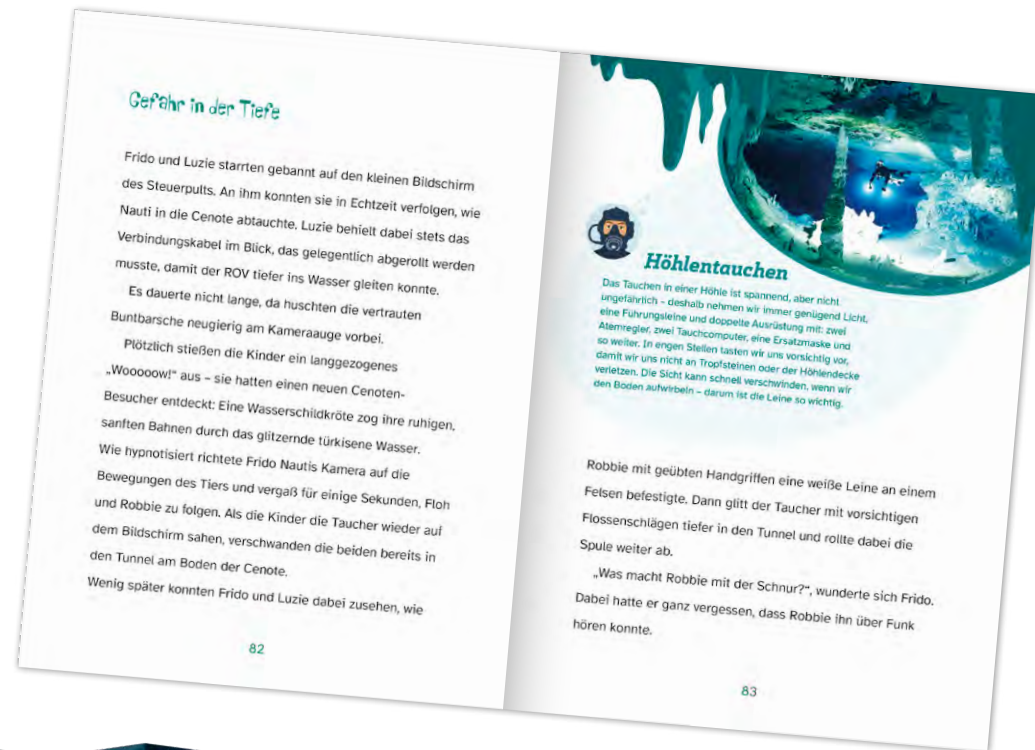 Gefahr in der Tiefe
Frido und Luzie starrten gebannt auf den kleinen Bildschirm
des Steuerpults. An ihm konnten sie in Echtzeit verfolgen, wie
Nauti in die Cenote abtauchte. Luzie behielt dabei stets das
Verbindungskabel im Blick, das gelegentlich abgerollt werden
musste, damit der ROV tiefer ins Wasser gleiten konnte.
Es dauerte nicht lange, da huschten die vertrauten
Buntbarsche neugierig am Kameraauge vorbei.
Plötzlich stießen die Kinder ein langgezogenes
„Wooooow!“ aus – sie hatten einen neuen Cenoten-
Besucher entdeckt: Eine Wasserschildkröte zog ihre ruhigen,
sanften Bahnen durch das glitzernde türkisene Wasser.
Wie hypnotisiert richtete Frido Nautis Kamera auf die
Bewegungen des Tiers und vergaß für einige Sekunden, Floh
und Robbie zu folgen. Als die Kinder die Taucher wieder auf
dem Bildschirm sahen, verschwanden die beiden bereits in
den Tunnel am Boden der Cenote.
Wenig später konnten Frido und Luzie dabei zusehen, wie
82
Höhlentauchen
Das Tauchen in einer Höhle ist spannend, aber nicht
ungefährlich – deshalb nehmen wir immer genügend Licht,
eine Führungsleine und doppelte Ausrüstung mit: zwei
Atemregler, zwei Tauchcomputer, eine Ersatzmaske und
so weiter. In engen Stellen tasten wir uns vorsichtig vor,
damit wir uns nicht an Tropfsteinen oder der Höhlendecke
verletzen. Die Sicht kann schnell verschwinden, wenn wir
den Boden aufwirbeln – darum ist die Leine so wichtig.
Robbie mit geübten Handgriffen eine weiße Leine an einem
Felsen befestigte. Dann glitt der Taucher mit vorsichtigen
Flossenschlägen tiefer in den Tunnel und rollte dabei die
Spule weiter ab.
„Was macht Robbie mit der Schnur?“, wunderte sich Frido.
Dabei hatte er ganz vergessen, dass Robbie ihn über Funk
hören konnte.
83